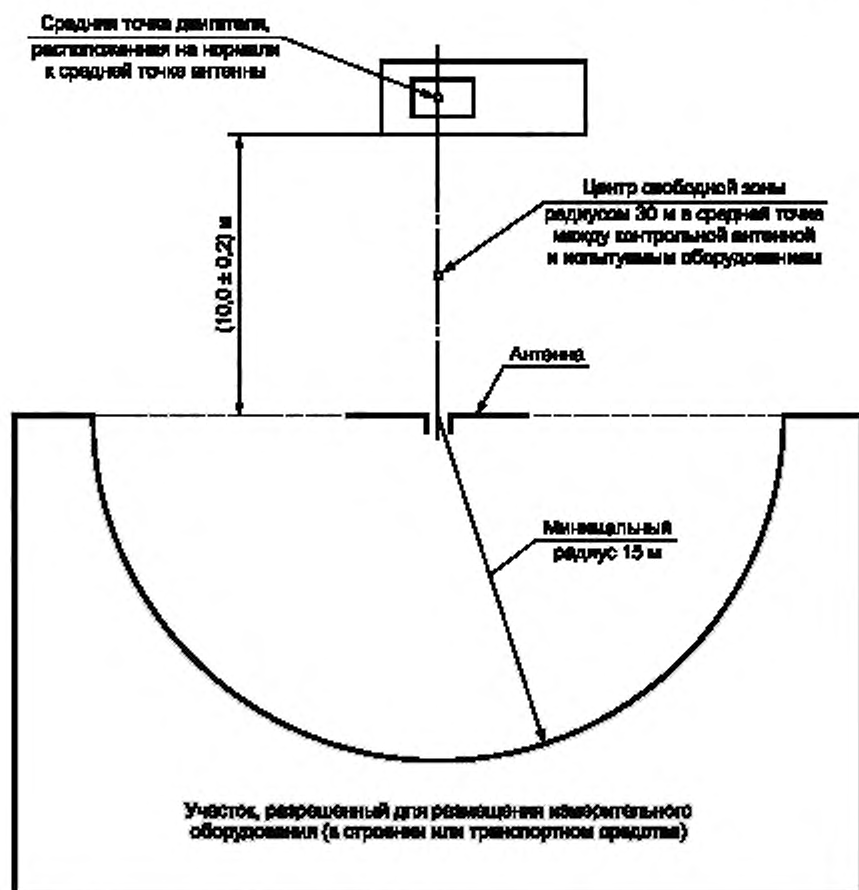 Средняя точка двигателя,
расположенная на нормали
к средней точке антенны
Центр свободной зоны
радиусом 30 м в средней точке
между контрольной антенной
и испытуемым оборудованием
(10,0 ± 0,2) м
Антенна
Минимальный
радиус 15 м
Участок, разрешенный для размещения измерительного
оборудования (в строении или транспортном средстве)